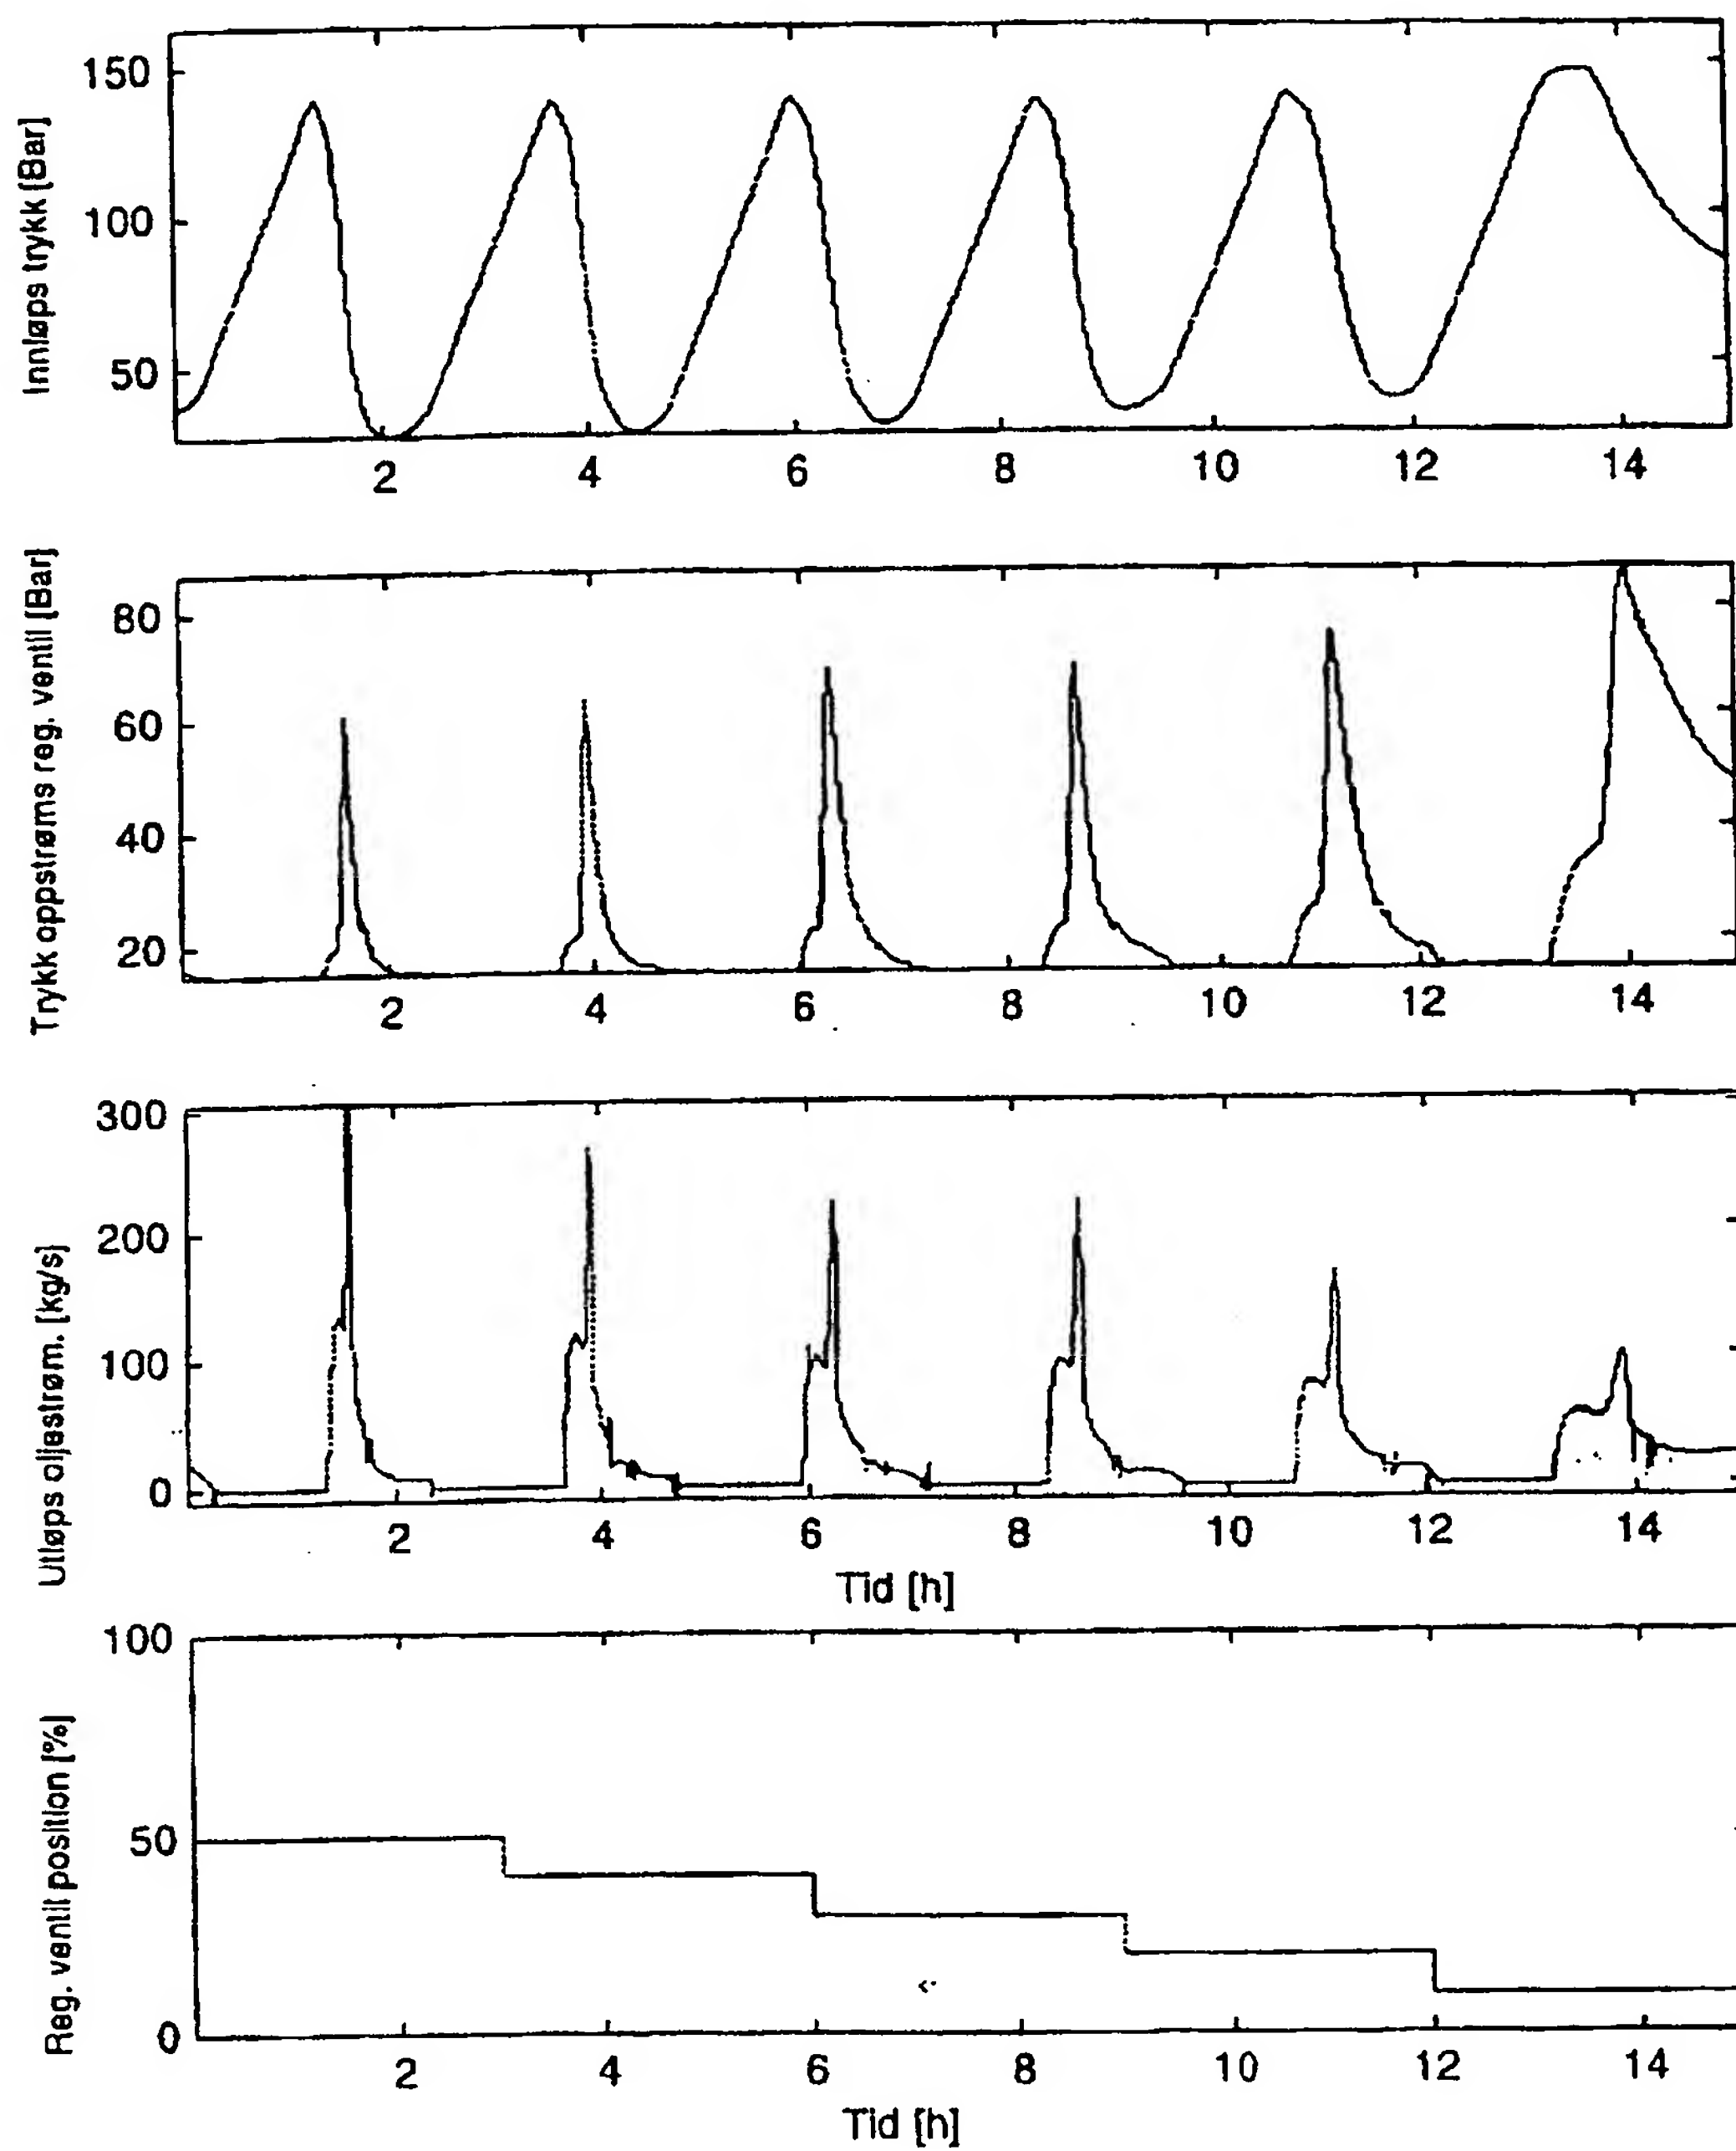 Innløps trykk [Bar]
150
100
50
2 4 6 8 10 12 14
Trykk oppstrøms reg. ventil [Bar]
80
60
40
20
2 4 6 8 10 12 14
Utløps oljestrøm. [kg/s]
300
200
100
0
2 4 6 8 10 12 14
Tid [h]
Reg. ventil position [%]
100
50
0
2 4 6 8 10 12 14
Tid [h]